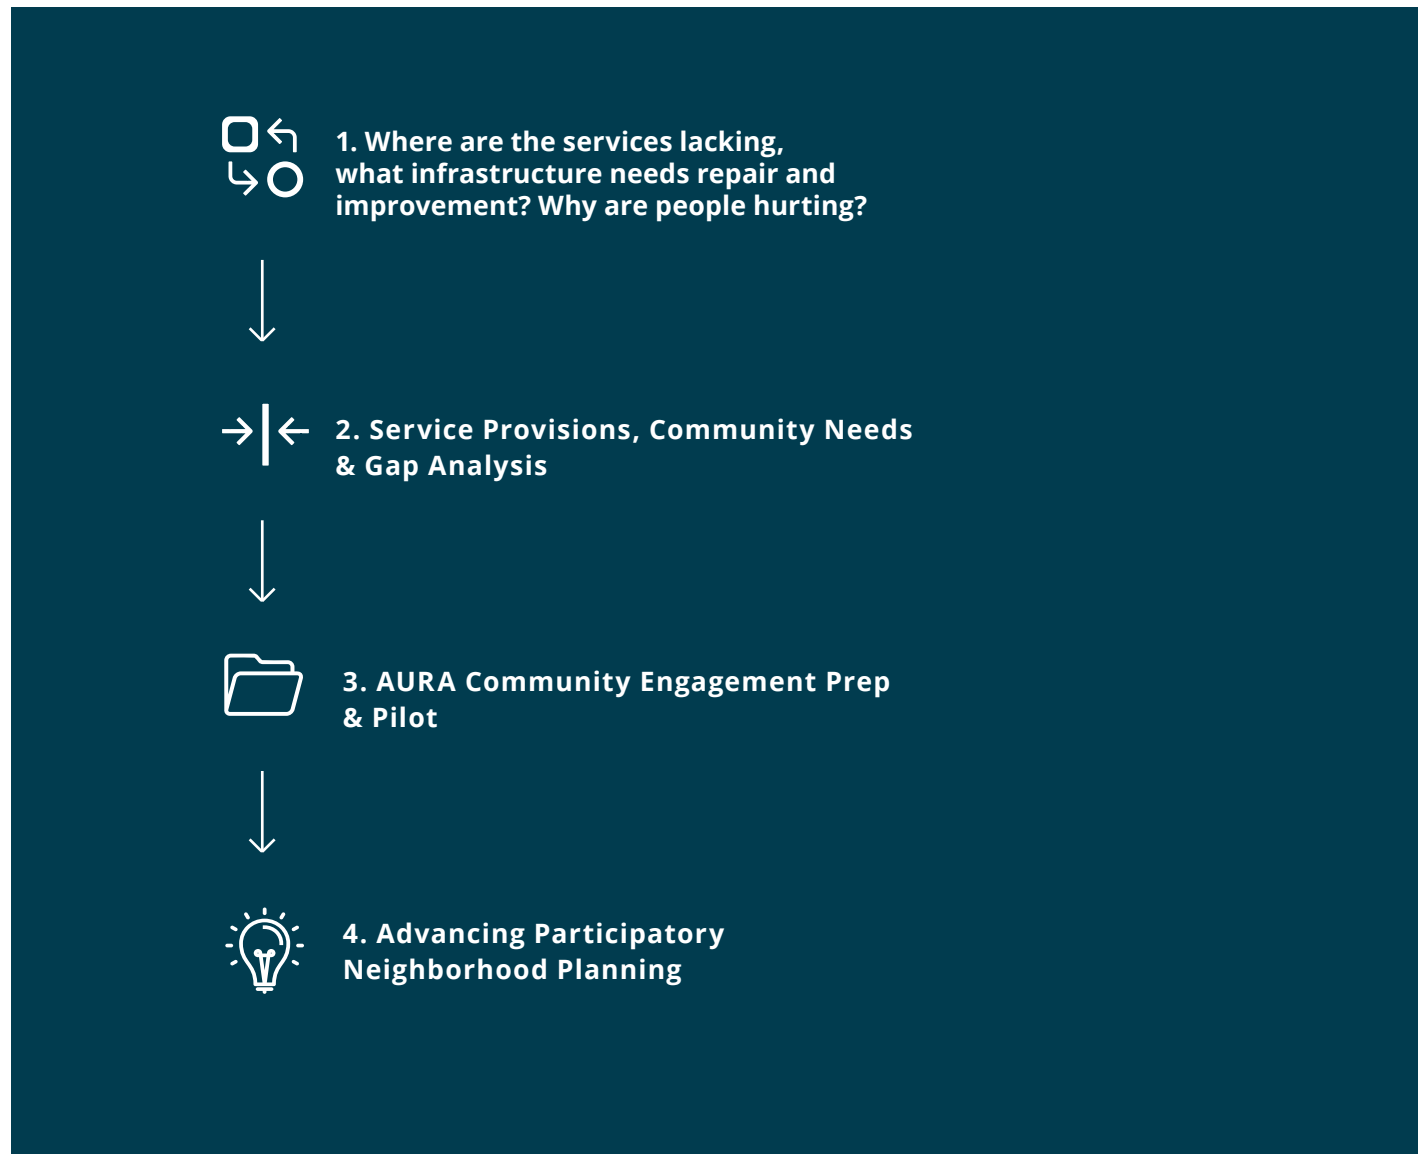 1. Where are the services lacking,
what infrastructure needs repair and
improvement? Why are people hurting?
2. Service Provisions, Community Needs
& Gap Analysis
3. AURA Community Engagement Prep
& Pilot
4. Advancing Participatory
Neighborhood Planning